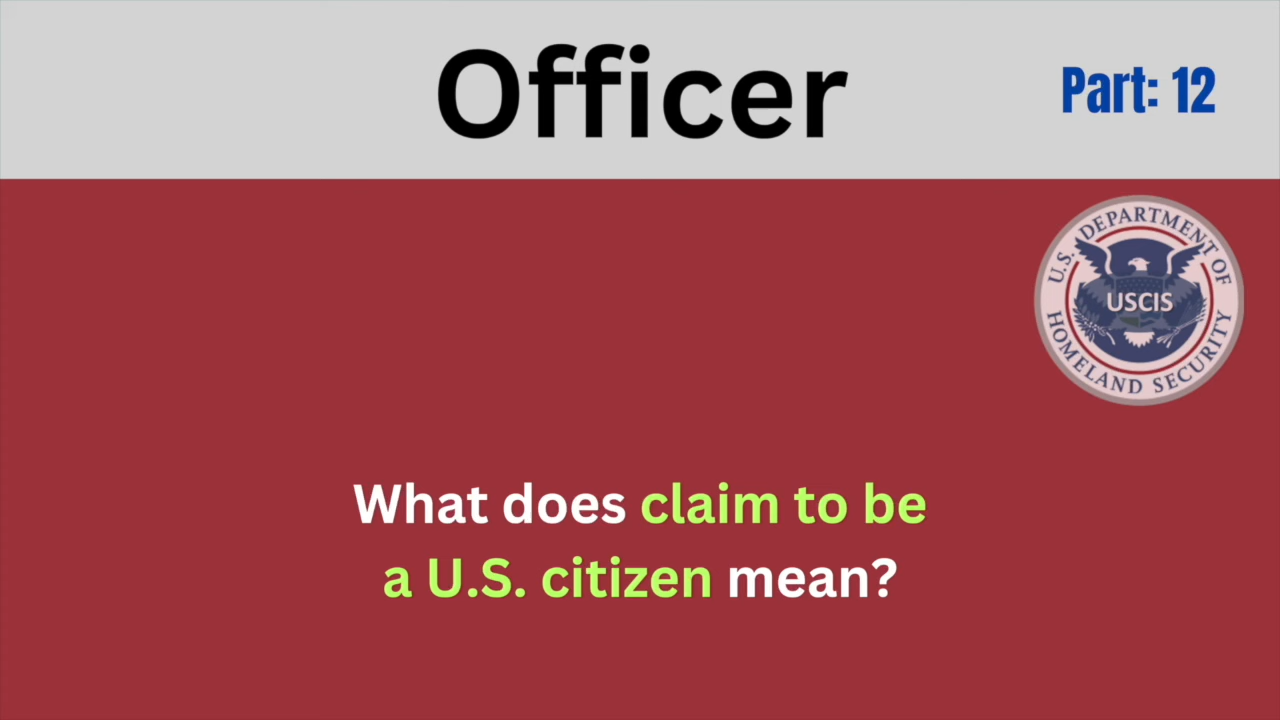 Officer
Part: 12
U.S. DEPARTMENT OF
USCIS
HOMELAND SECURITY
What does claim to be
a U.S. citizen mean?